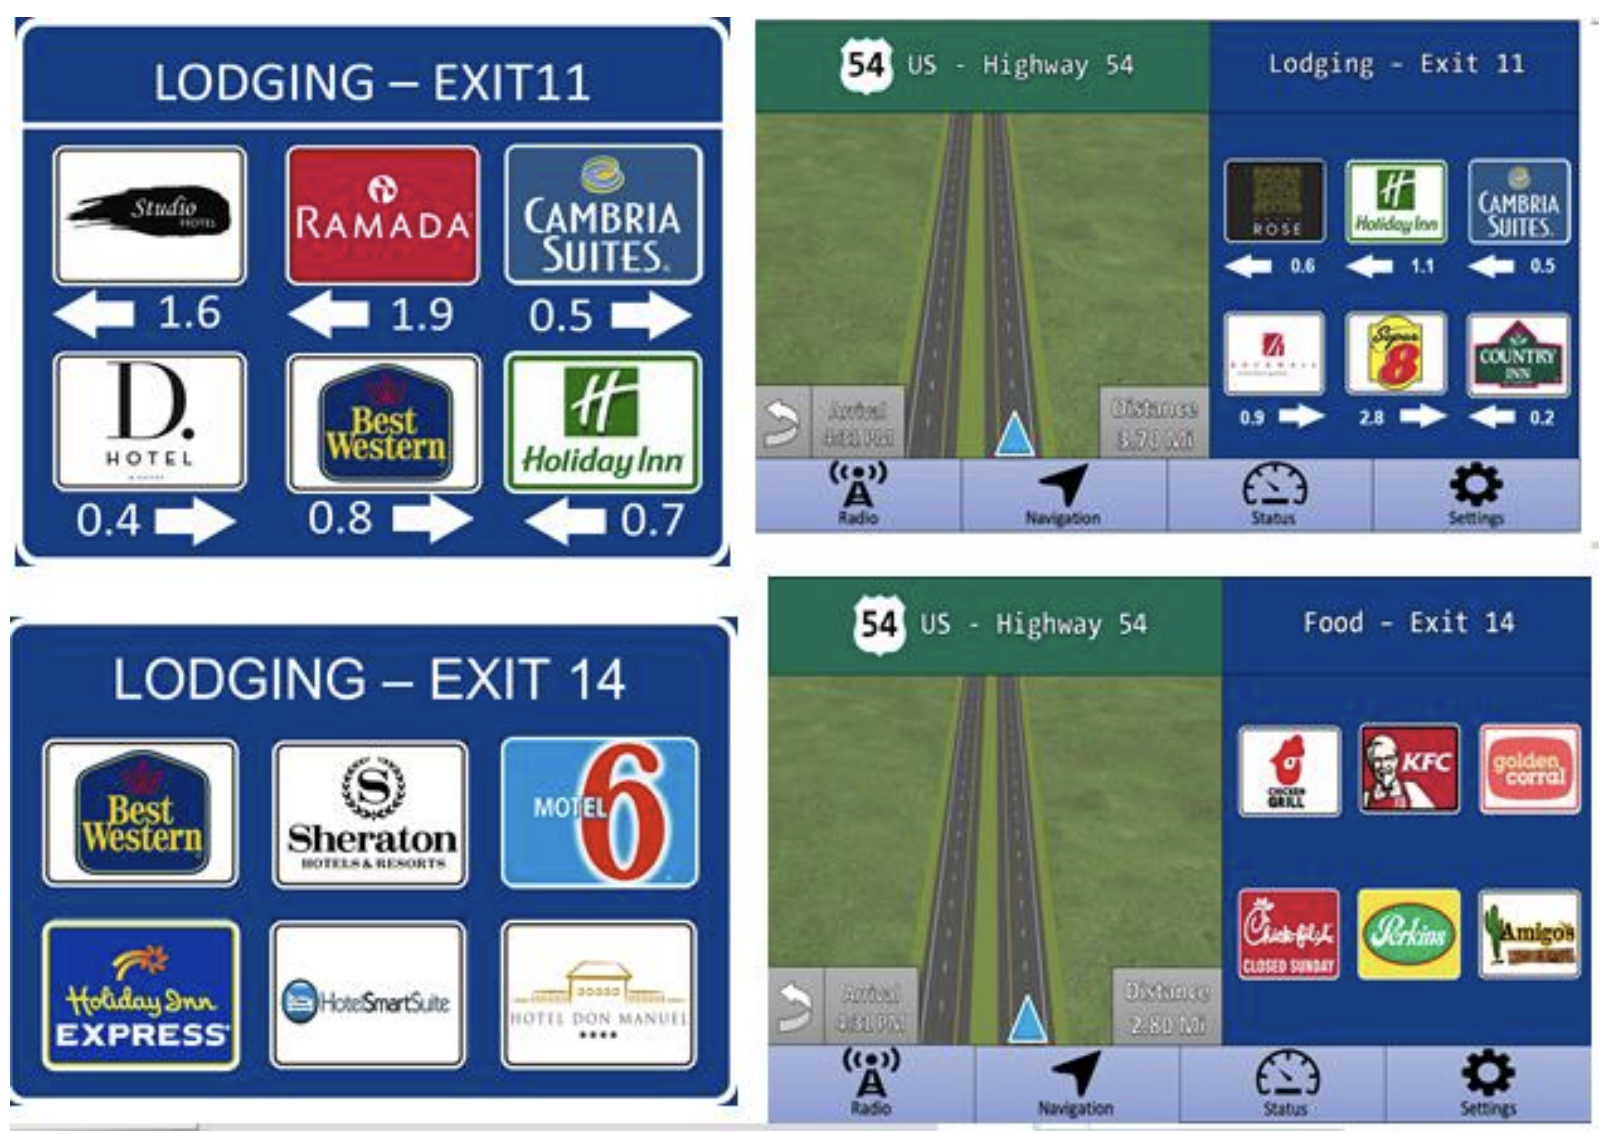 LODGING – EXIT11
Studio
HOTEL
RAMADA
CAMBRIA
SUITES.
1.6
1.9
0.5
D.
HOTEL
Best
Western
Holiday Inn
0.4
0.8
0.7
54 US - Highway 54
Lodging - Exit 11
ROSE
Holiday Inn
CAMBRIA
SUITES.
0.6
1.1
0.5
Super
8
COUNTRY
INN
0.9
2.8
0.2
Arrival
4:31 PM
Distance
3.70 Mi
Radio
Navigation
Status
Settings
LODGING – EXIT 14
Best
Western
S
Sheraton
HOTELS & RESORTS
MOTEL 6
Holiday Inn
EXPRESS
HotelSmartSuite
HOTEL DON MANUEL
54 US - Highway 54
Food - Exit 14
CHICKEN
GRILL
KFC
golden
corral
Chick-fil-A
CLOSED SUNDAY
Perkins
Amigo's
Arrival
4:31 PM
Distance
2.80 Mi
Radio
Navigation
Status
Settings